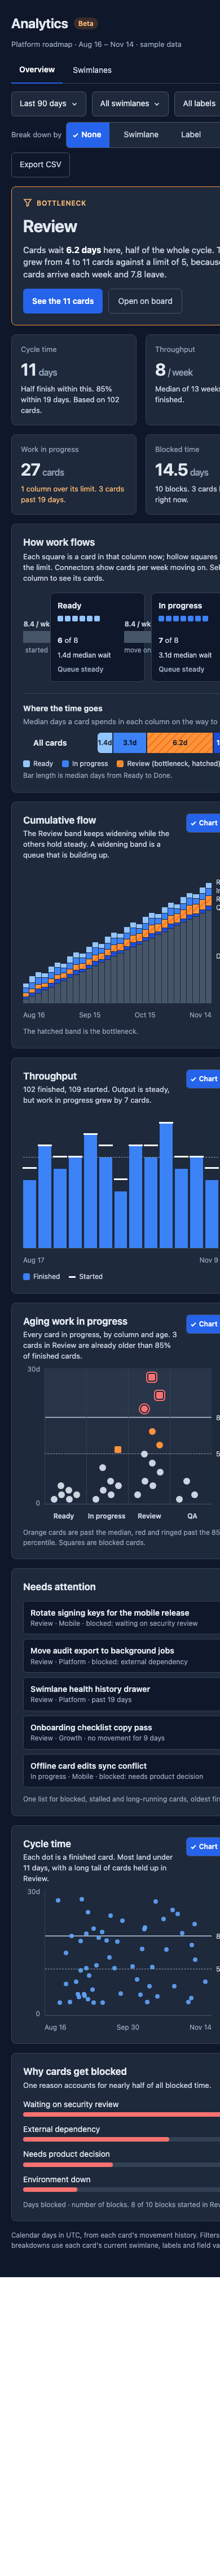 Analytics Beta
Platform roadmap · Aug 16 – Nov 14 · sample data
Overview Swimlanes
Last 90 days All swimlanes All labels
Break down by None Swimlane Label
Export CSV
BOTTLENECK
Review
Cards wait 6.2 days here, half of the whole cycle. T
grew from 4 to 11 cards against a limit of 5, becaus
cards arrive each week and 7.8 leave.
See the 11 cards Open on board
Cycle time
11 days
Half finish within this. 85%
within 19 days. Based on 102
cards.
Throughput
8 / week
Median of 13 weeks
finished.
Work in progress
27 cards
1 column over its limit. 3 cards
past 19 days.
Blocked time
14.5 days
10 blocks. 3 cards
right now.
How work flows
Each square is a card in that column now; hollow squares
the limit. Connectors show cards per week moving on. Sel
column to see its cards.
8.4 / wk
started
Ready
6 of 8
1.4d median wait
Queue steady
8.4 / wk
move on
In progress
7 of 8
3.1d median wait
Queue steady
Where the time goes
Median days a card spends in each column on the way to
All cards 1.4d 3.1d 6.2d 1
Ready In progress Review (bottleneck, hatched)
Bar length is median days from Ready to Done.
Cumulative flow
Chart
The Review band keeps widening while the
others hold steady. A widening band is a
queue that is building up.
R
In
R
Q
D
Aug 16 Sep 15 Oct 15 Nov 14
The hatched band is the bottleneck.
Throughput
Chart
102 finished, 109 started. Output is steady,
but work in progress grew by 7 cards.
Aug 17 Nov 9
Finished Started
Aging work in progress
Chart
Every card in progress, by column and age. 3
cards in Review are already older than 85%
of finished cards.
30d
8
5
0
Ready In progress Review QA
Orange cards are past the median, red and ringed past the 85
percentile. Squares are blocked cards.
Needs attention
Rotate signing keys for the mobile release
Review · Mobile · blocked: waiting on security review
Move audit export to background jobs
Review · Platform · blocked: external dependency
Swimlane health history drawer
Review · Platform · past 19 days
Onboarding checklist copy pass
Review · Growth · no movement for 9 days
Offline card edits sync conflict
In progress · Mobile · blocked: needs product decision
One list for blocked, stalled and long-running cards, oldest fir
Cycle time
Chart
Each dot is a finished card. Most land under
11 days, with a long tail of cards held up in
Review.
30d
8
5
0
Aug 16 Sep 30 Nov 14
Why cards get blocked
One reason accounts for nearly half of all blocked time.
Waiting on security review
External dependency
Needs product decision
Environment down
Days blocked · number of blocks. 8 of 10 blocks started in Rev
Calendar days in UTC, from each card's movement history. Filters
breakdowns use each card's current swimlane, labels and field va